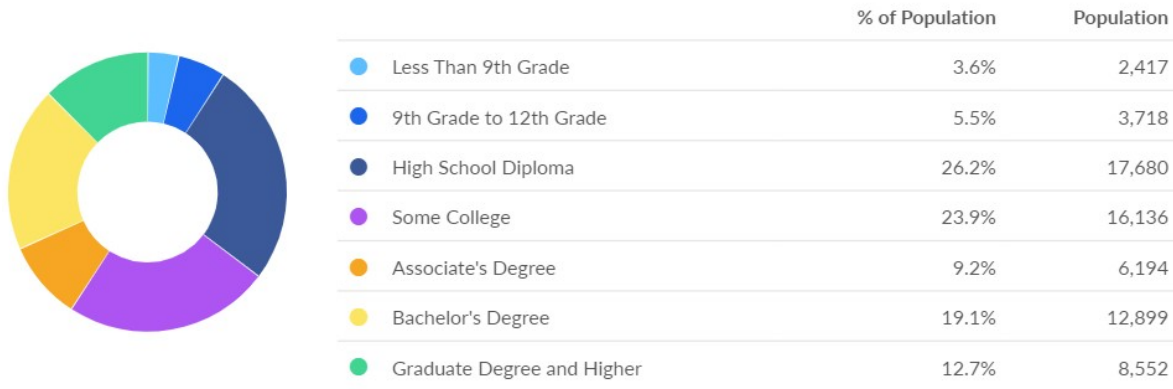 % of Population Population
Less Than 9th Grade 3.6% 2,417
9th Grade to 12th Grade 5.5% 3,718
High School Diploma 26.2% 17,680
Some College 23.9% 16,136
Associate's Degree 9.2% 6,194
Bachelor's Degree 19.1% 12,899
Graduate Degree and Higher 12.7% 8,552